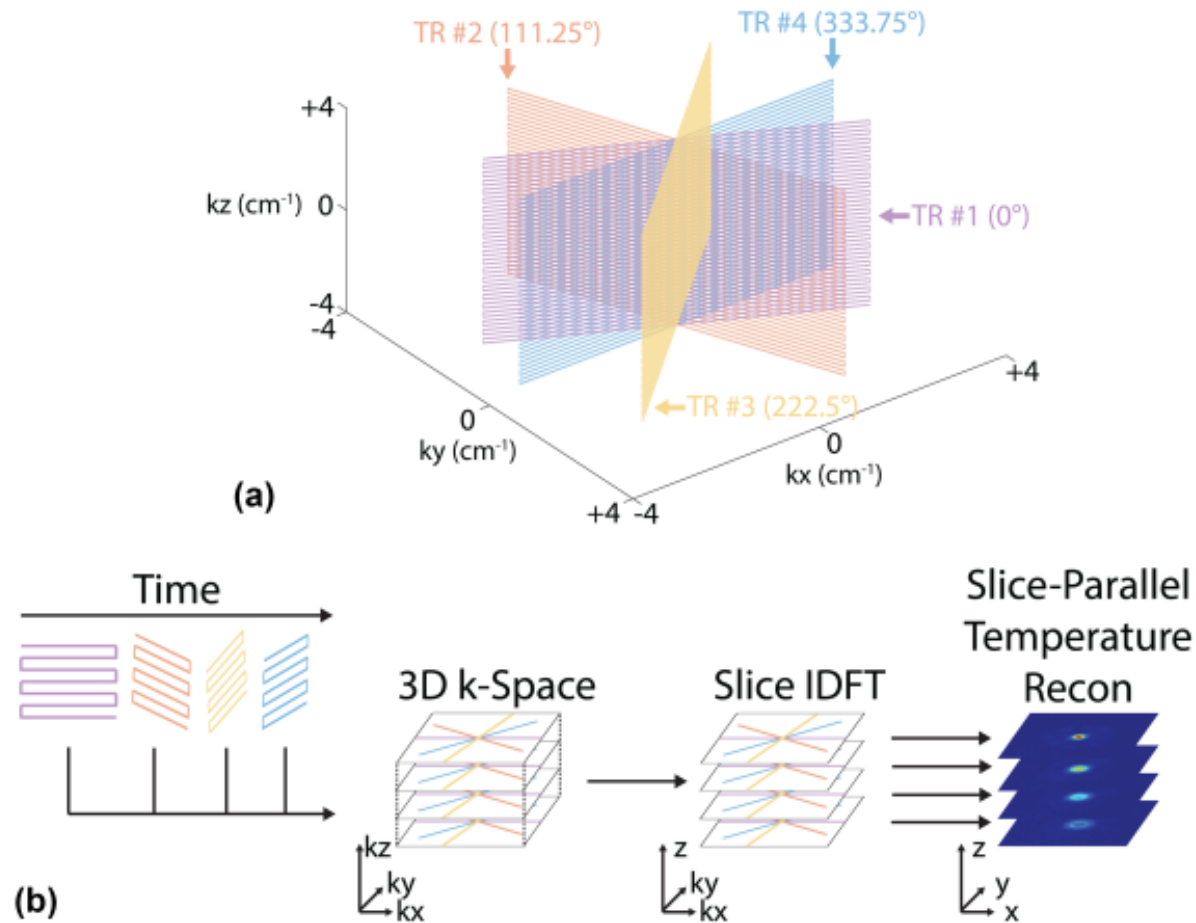 TR #2 (111.25°)
TR #4 (333.75°)
+4
kz (cm⁻¹)
0
TR #1 (0°)
-4
-4
+4
TR #3 (222.5°)
0
ky (cm⁻¹)
0
kx (cm⁻¹)
(a)
+4
-4
Time
3D k-Space
Slice IDFT
Slice-Parallel
Temperature
Recon
kz
ky
kx
z
ky
kx
z
y
x
(b)